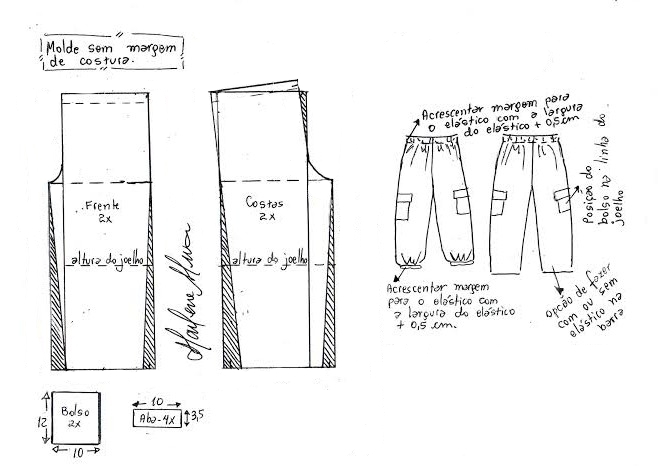 Molde sem margem
de costura.
Frente
2x
altura do joelho
Costas
2x
altura do joelho
Marlene Mukai
Acrescentar margem para
o elástico com a largura
do elástico + 0,5 cm
Posição do
bolso na linha do
joelho
Acrescentar margem
para o elástico com
a largura do elástico
+ 0,5 cm.
opção de fazer
com ou sem
elástico na
barra
Bolso
2x
12
10
10
Aba-4x
3,5